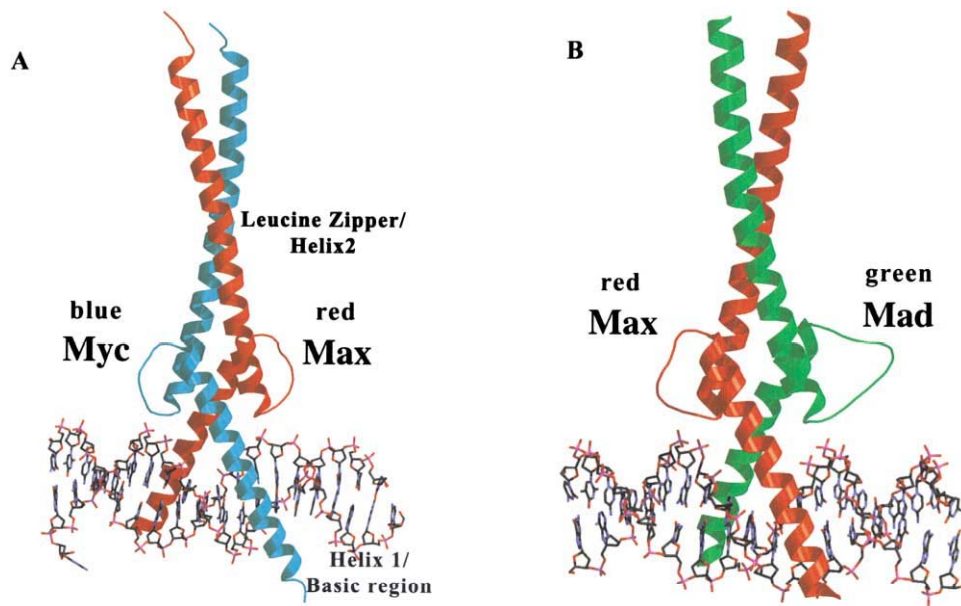 A
Leucine Zipper/
Helix2
blue
Myc
red
Max
Helix 1/
Basic region
B
red
Max
green
Mad